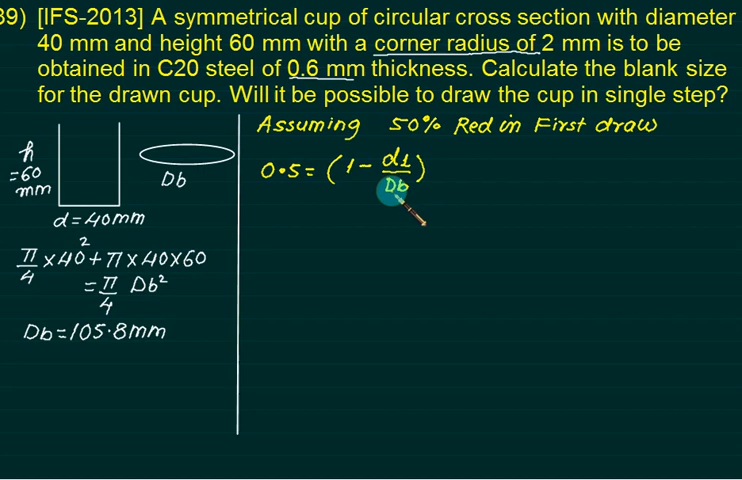 39) [IFS-2013] A symmetrical cup of circular cross section with diameter
40 mm and height 60 mm with a corner radius of 2 mm is to be
obtained in C20 steel of 0.6 mm thickness. Calculate the blank size
for the drawn cup. Will it be possible to draw the cup in single step?
h
=60
mm
d=40mm
Db
π/4 × 40² + π × 40 × 60
= π/4 Db²
Db = 105.8mm
Assuming 50% Red in First draw
0.5 = (1 - d1/Db)